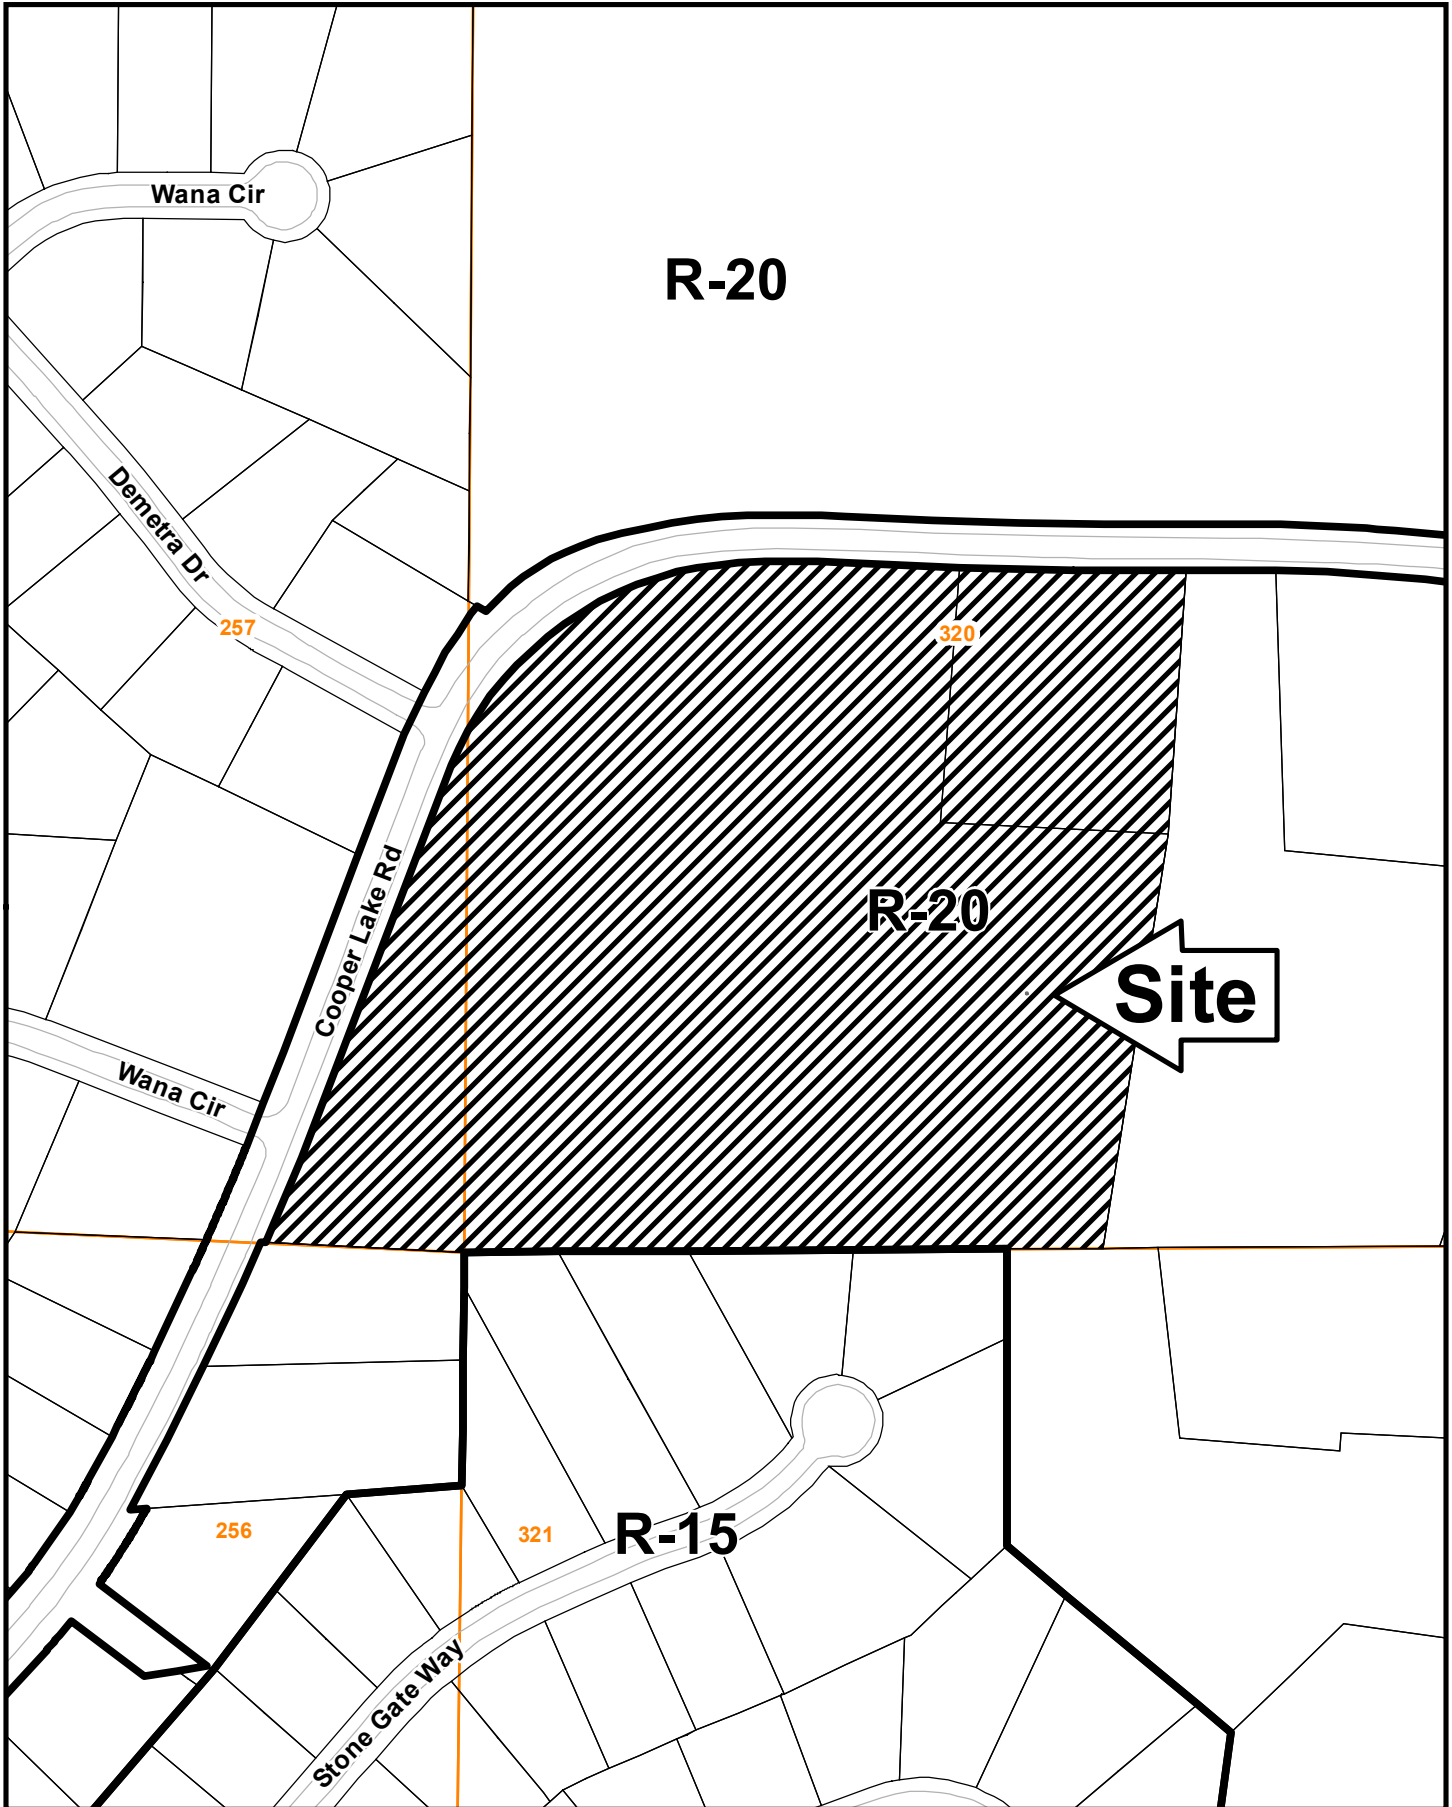 Wana Cir
R-20
Demetra Dr
257
320
Cooper Lake Rd
R-20
Site
Wana Cir
256
321
R-15
Stone Gate Way